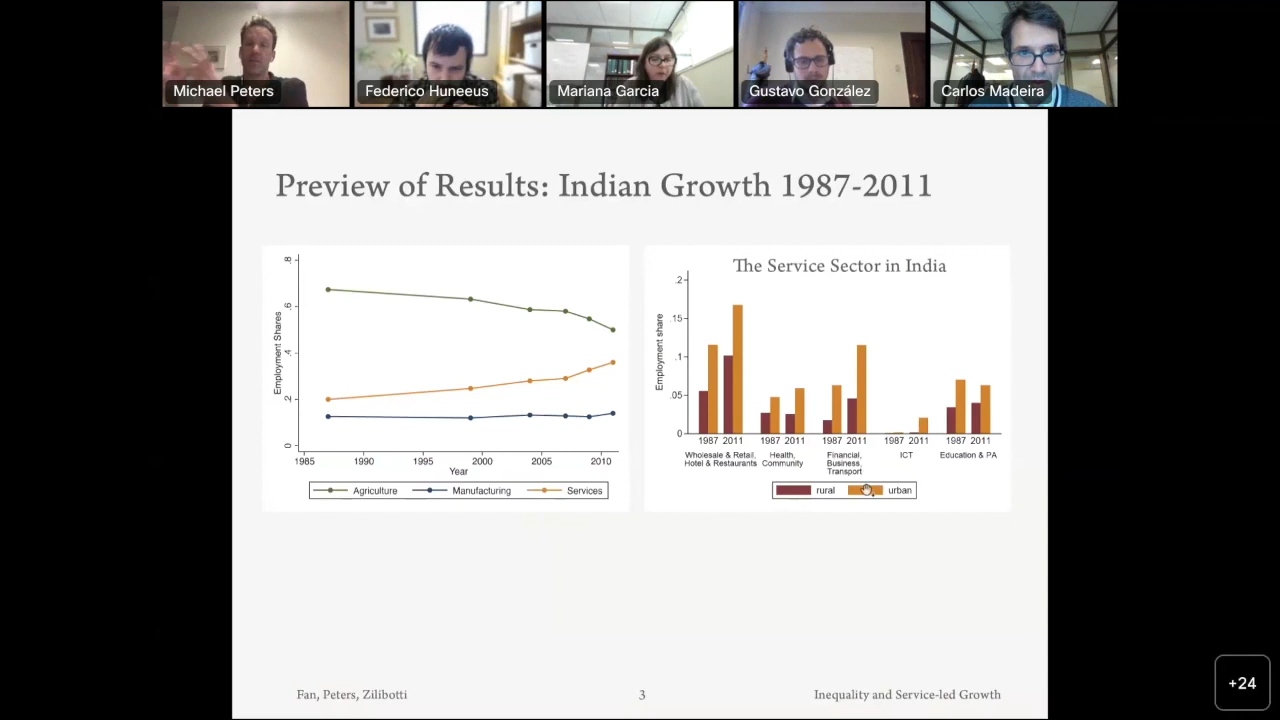 Michael Peters
Federico Huneeus
Mariana Garcia
Gustavo González
Carlos Madeira
Preview of Results: Indian Growth 1987-2011
Employment Shares
.8
.6
.4
.2
0
1985 1990 1995 2000 2005 2010
Year
Agriculture Manufacturing Services
The Service Sector in India
Employment share
.2
.15
.1
.05
0
1987 2011 1987 2011 1987 2011 1987 2011 1987 2011
Wholesale & Retail, Health, Financial, ICT Education & PA
Hotel & Restaurants Community Business,
Transport
rural urban
Fan, Peters, Zilibotti 3 Inequality and Service-led Growth
+24